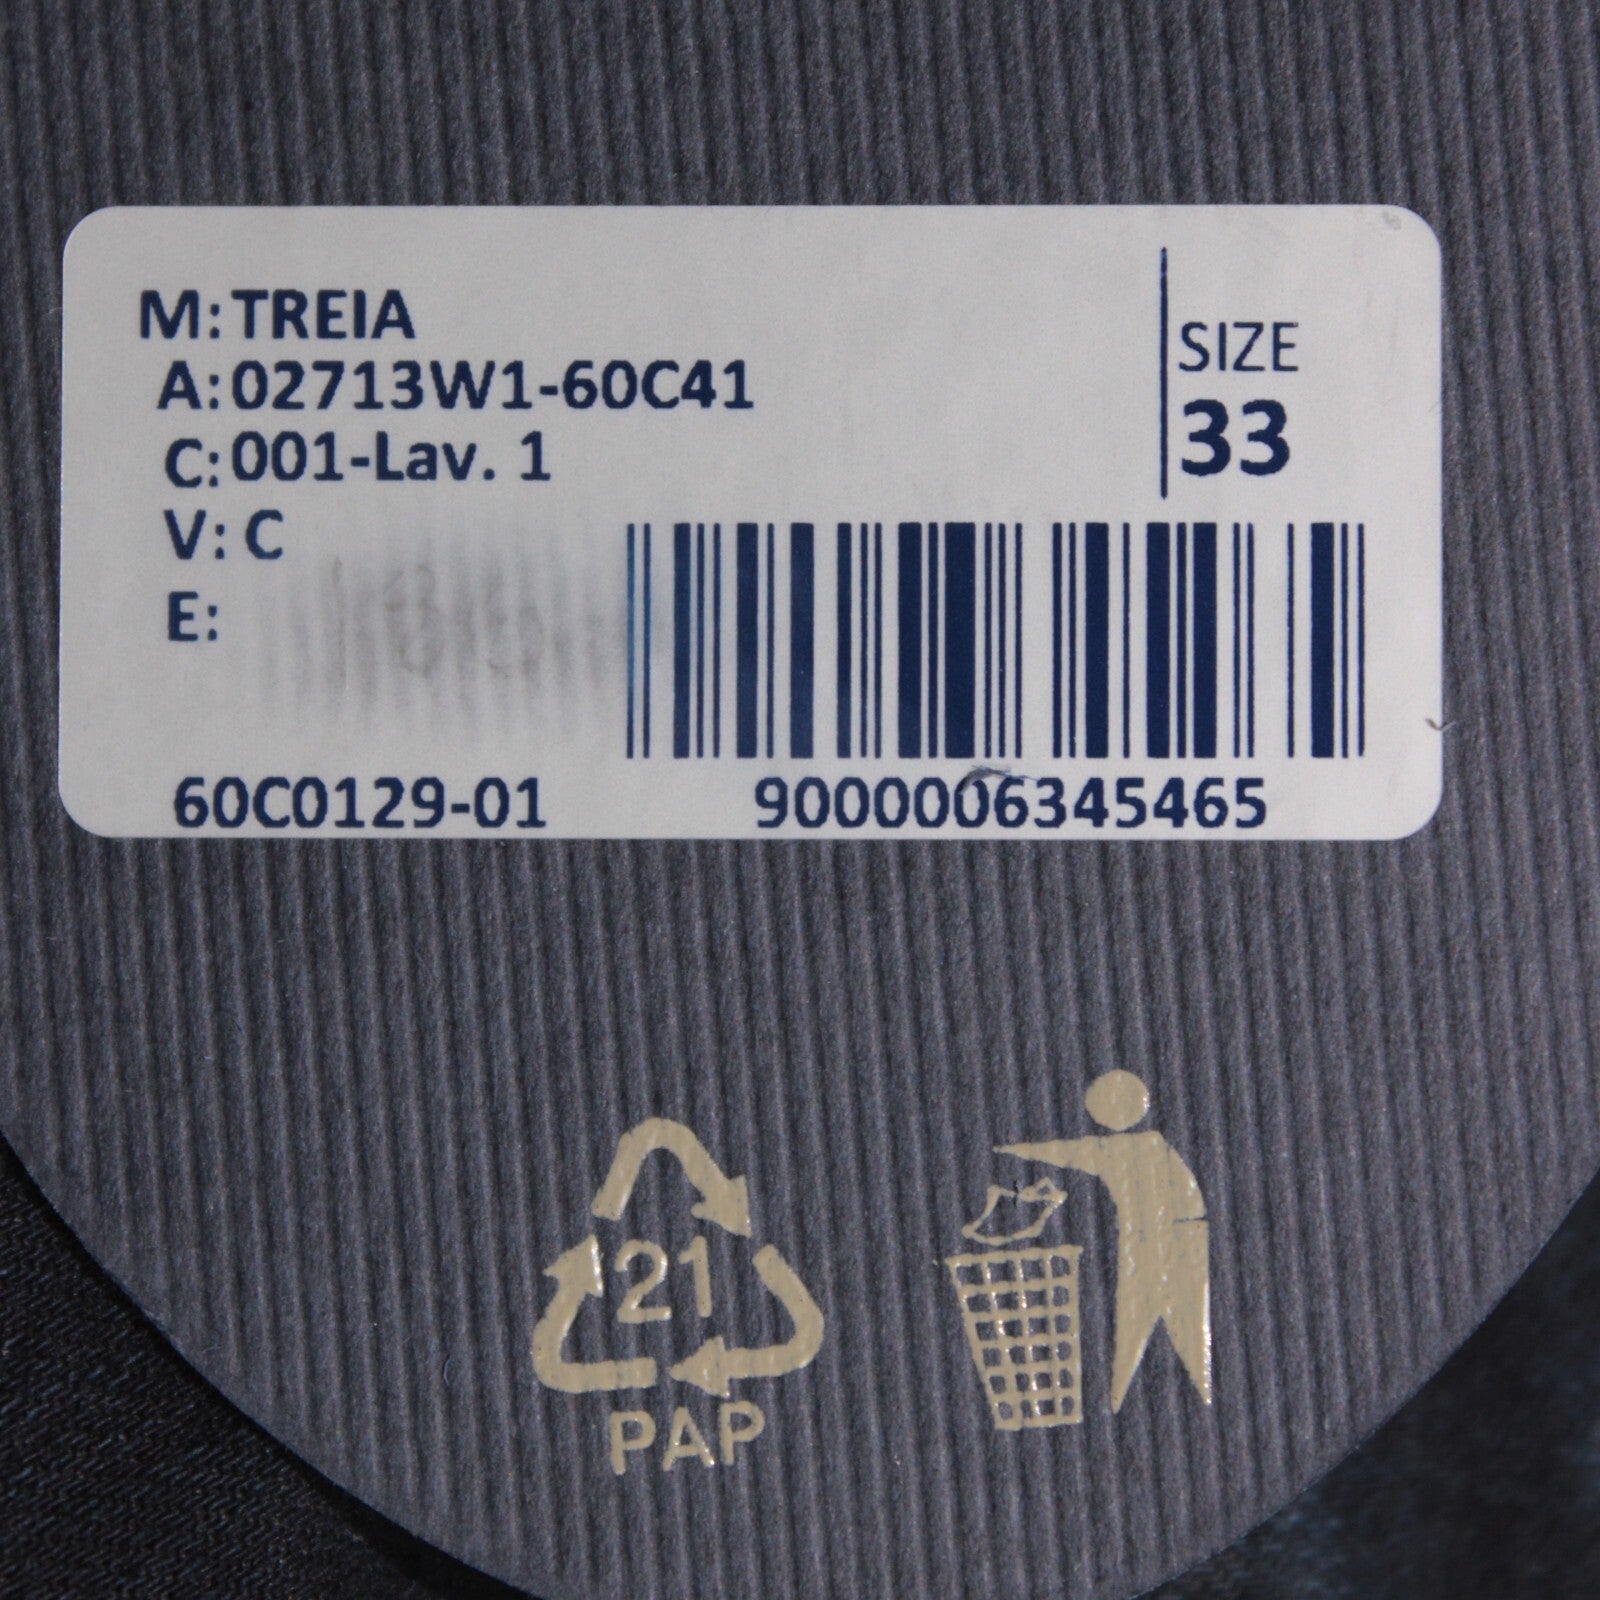 M: TREIA
A: 02713W1-60C41
C: 001-Lav. 1
V: C
E:
SIZE
33
60C0129-01
9000006345465
21
PAP